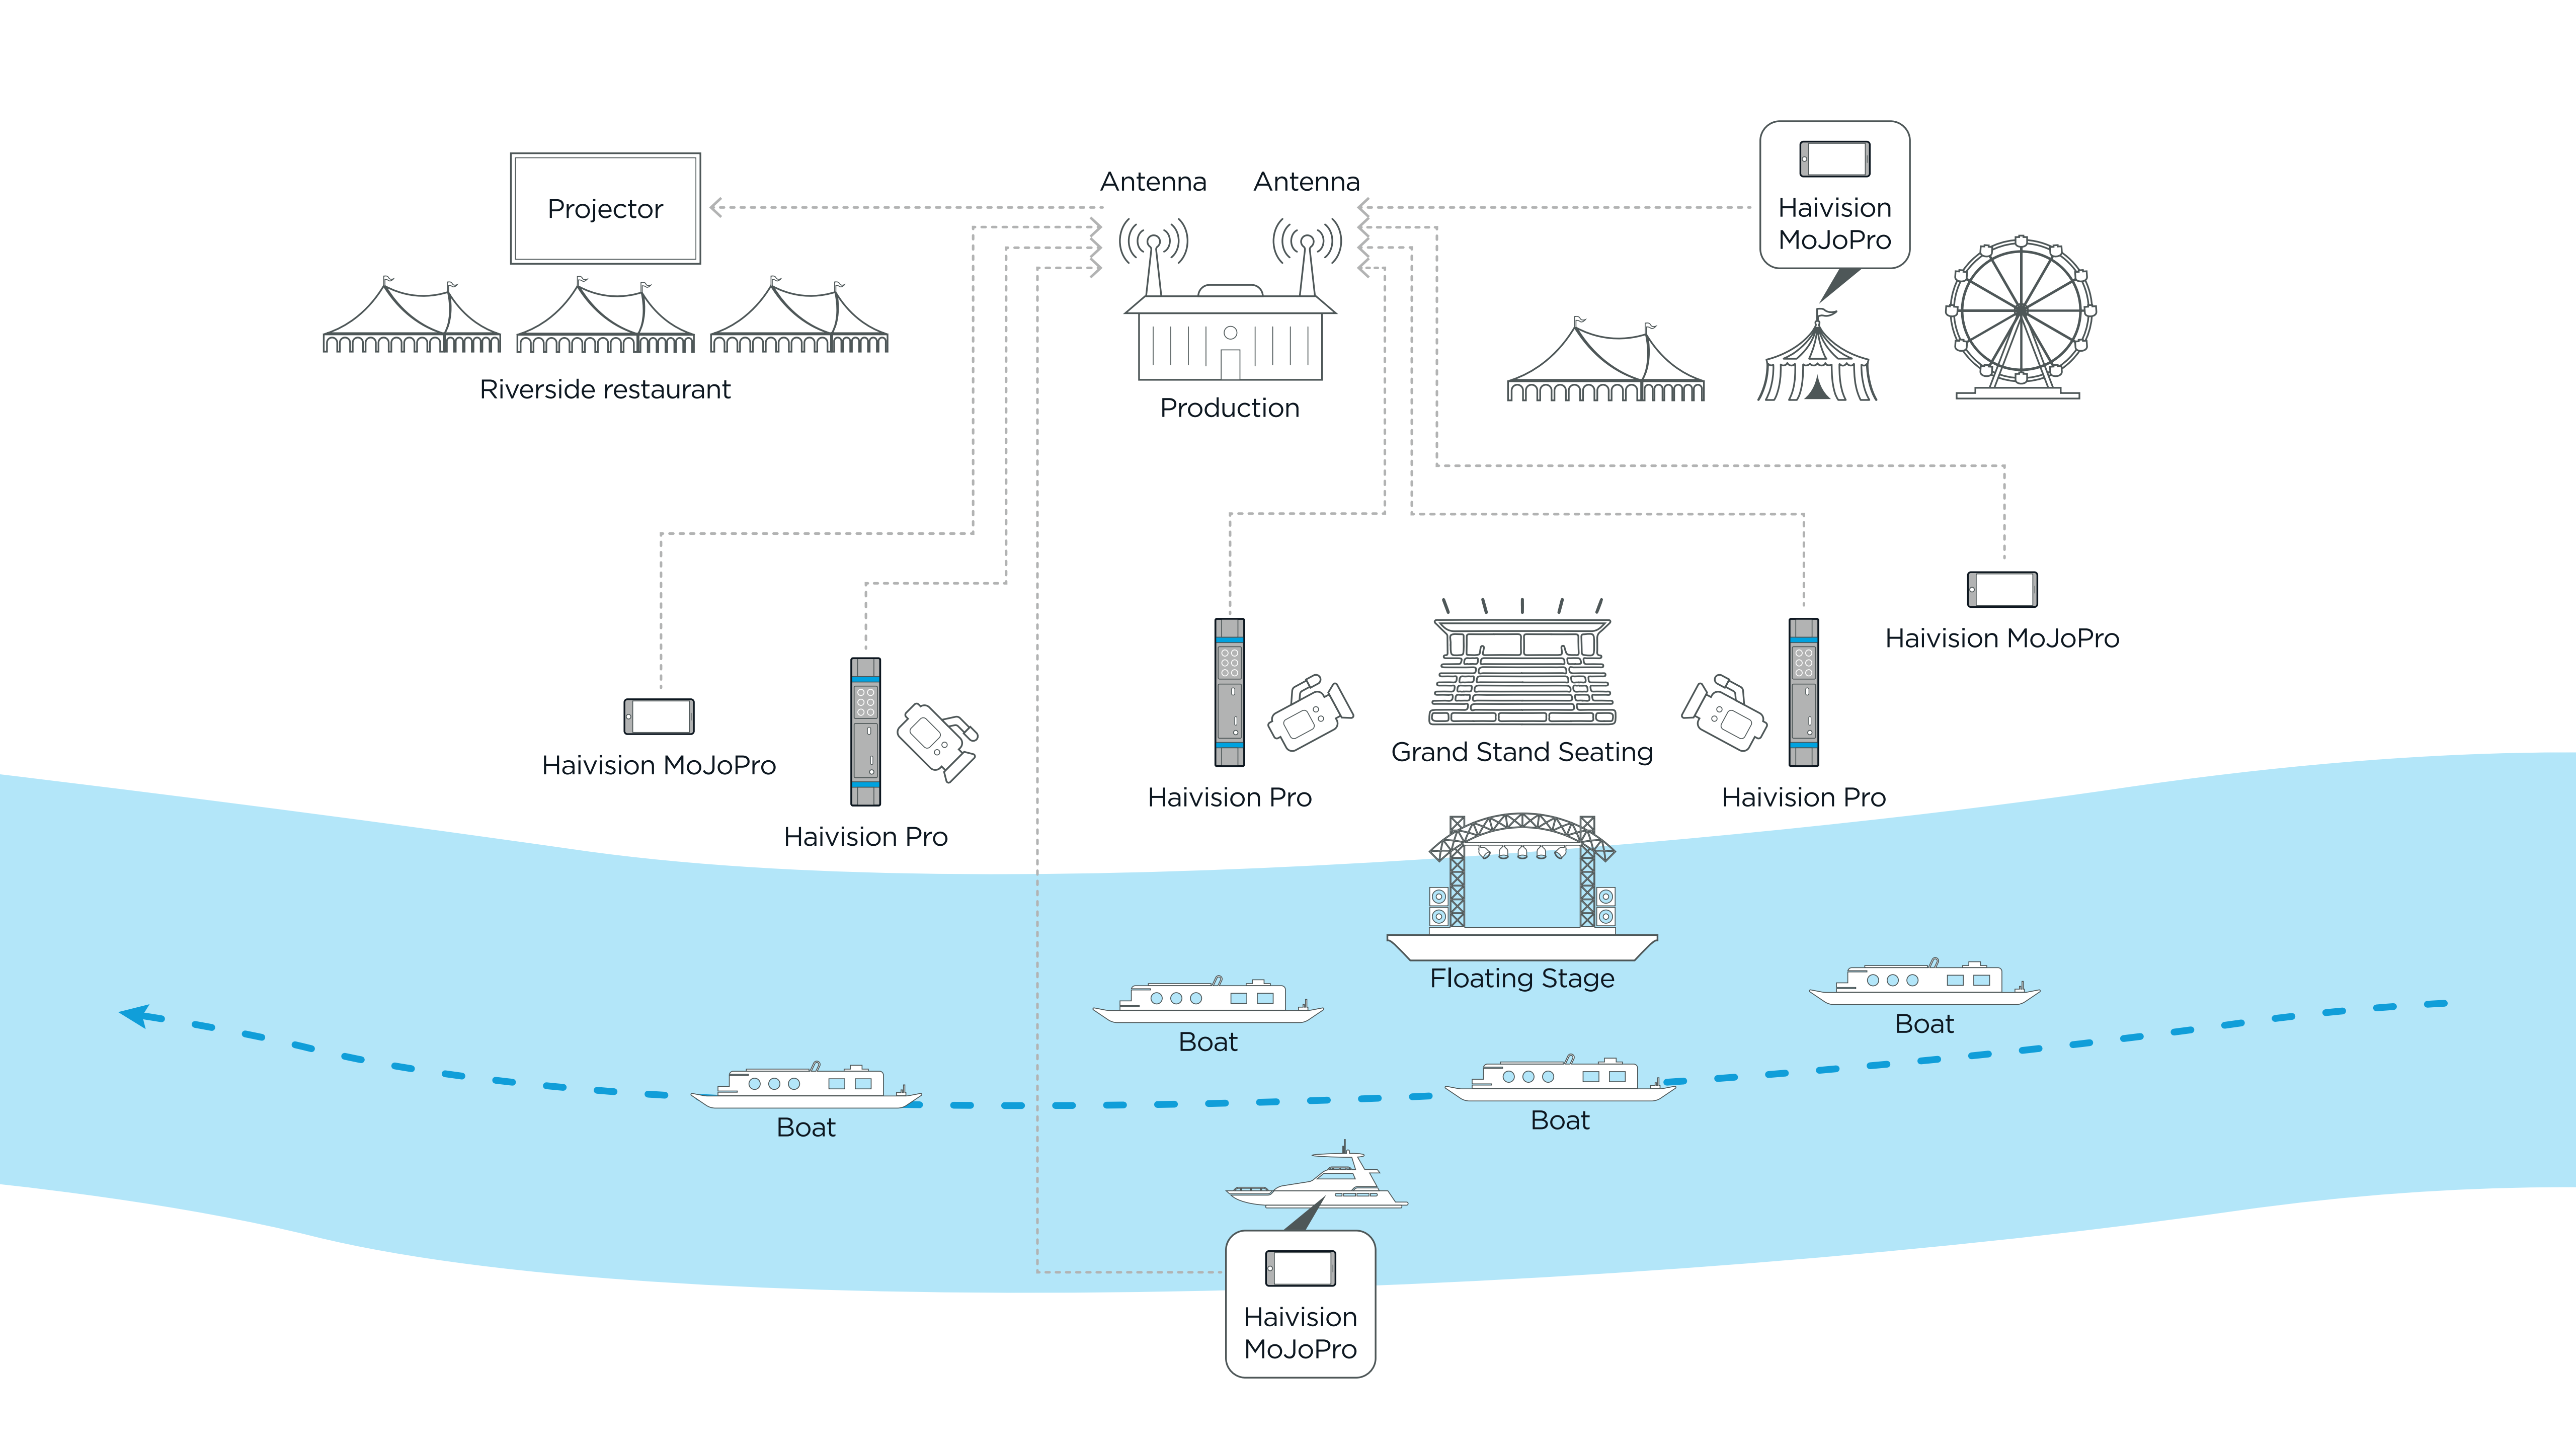 Antenna
Antenna
Projector
Haivision
MoJoPro
Riverside restaurant
Production
Haivision MoJoPro
Grand Stand Seating
Haivision MoJoPro
Haivision Pro
Haivision Pro
Haivision Pro
Floating Stage
Boat
Boat
Boat
Boat
Haivision
MoJoPro